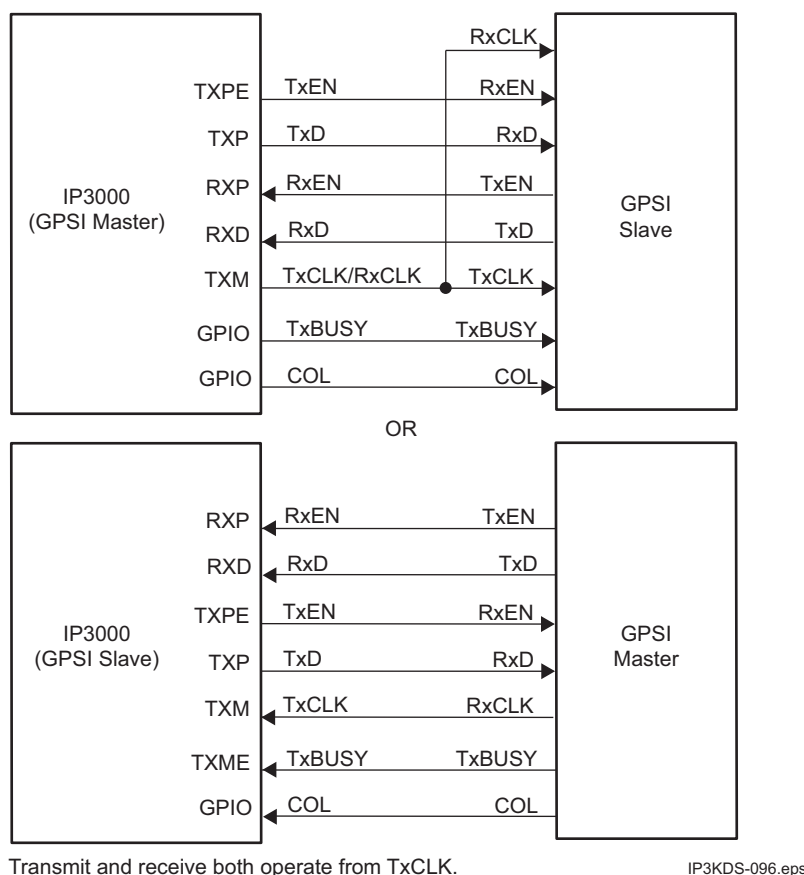 RxCLK
TXPE TxEN RxEN
TXP TxD RxD
IP3000
(GPSI Master)
RXP RxEN TxEN
GPSI
Slave
RXD RxD TxD
TXM TxCLK/RxCLK TxCLK
GPIO TxBUSY TxBUSY
GPIO COL COL
OR
RXP RxEN TxEN
RXD RxD TxD
TXPE TxEN RxEN
IP3000
(GPSI Slave)
GPSI
Master
TXP TxD RxD
TXM TxCLK RxCLK
TXME TxBUSY TxBUSY
GPIO COL COL
Transmit and receive both operate from TxCLK.
IP3KDS-096.eps